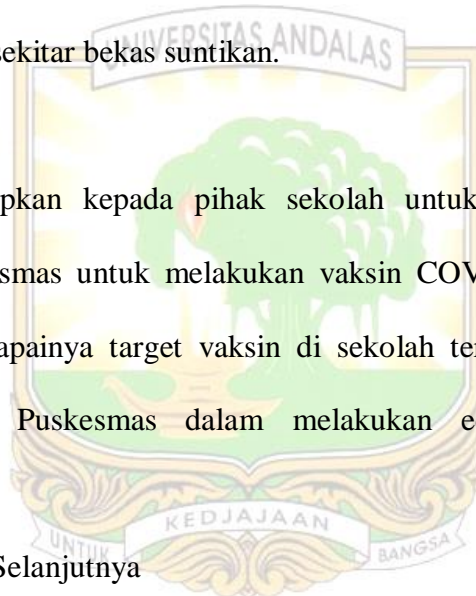 UNIVERSITAS ANDALAS
sekitar bekas suntikan.
pkan kepada pihak sekolah untuk
smas untuk melakukan vaksin COV
apainya target vaksin di sekolah te
Puskesmas dalam melakukan e
KEDJAJAAN
UNTUK BANGSA
Selanjutnya